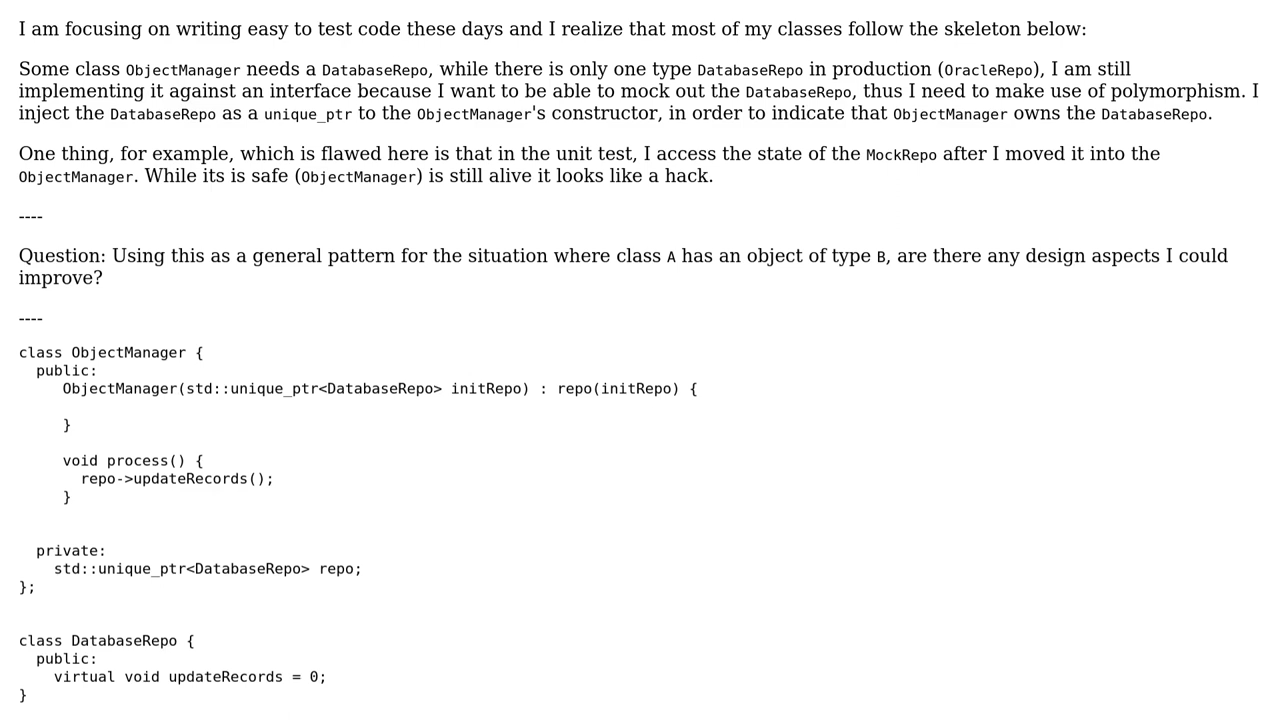 I am focusing on writing easy to test code these days and I realize that most of my classes follow the skeleton below:
Some class ObjectManager needs a DatabaseRepo, while there is only one type DatabaseRepo in production (OracleRepo), I am still
implementing it against an interface because I want to be able to mock out the DatabaseRepo, thus I need to make use of polymorphism. I
inject the DatabaseRepo as a unique_ptr to the ObjectManager's constructor, in order to indicate that ObjectManager owns the DatabaseRepo.
One thing, for example, which is flawed here is that in the unit test, I access the state of the MockRepo after I moved it into the
ObjectManager. While its is safe (ObjectManager) is still alive it looks like a hack.
----
Question: Using this as a general pattern for the situation where class A has an object of type B, are there any design aspects I could
improve?
----
class ObjectManager {
  public:
     ObjectManager(std::unique_ptr<DatabaseRepo> initRepo) : repo(initRepo) {
     }
     void process() {
       repo->updateRecords();
     }
  private:
    std::unique_ptr<DatabaseRepo> repo;
};
class DatabaseRepo {
  public:
    virtual void updateRecords = 0;
}